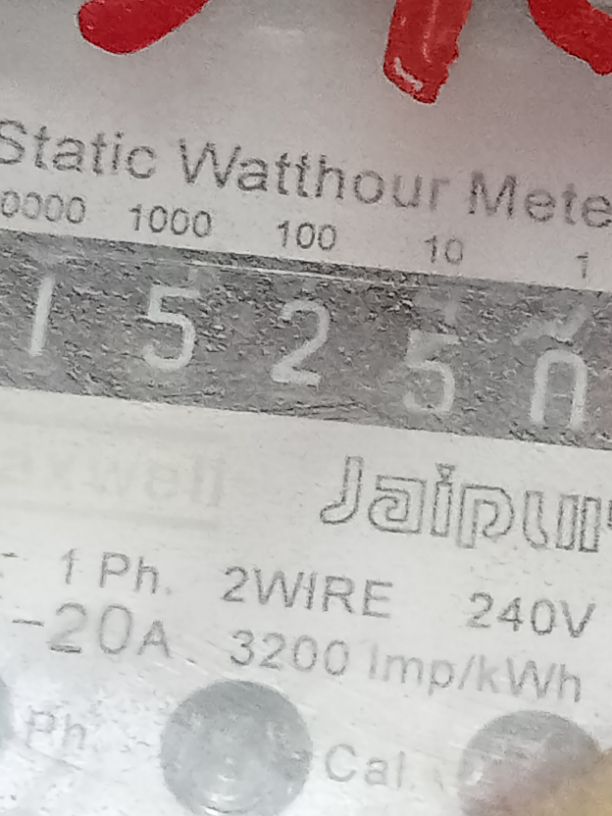 Static Watthour Mete
0000 1000 100 10 1
1 5 2 5
Jaipur
1 Ph. 2WIRE 240V
-20A 3200 Imp/kWh
Ph Cal.